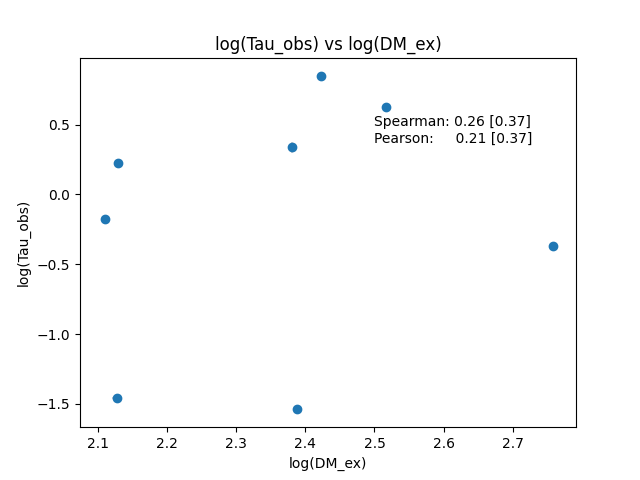 log(Tau_obs) vs log(DM_ex)
Spearman: 0.26 [0.37]
Pearson: 0.21 [0.37]
0.5
0.0
−0.5
−1.0
−1.5
log(Tau_obs)
2.1 2.2 2.3 2.4 2.5 2.6 2.7
log(DM_ex)